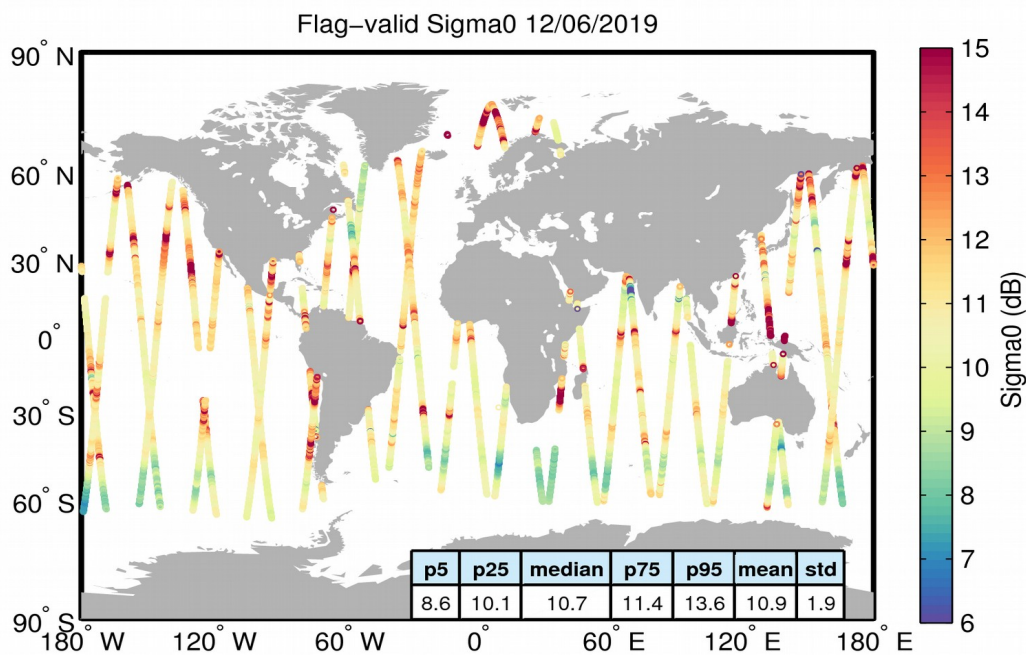 Flag−valid Sigma0 12/06/2019
90° N
60° N
30° N
0°
30° S
60° S
90° S
180° W
120° W
60° W
0°
60° E
120° E
180° E
p5 p25 median p75 p95 mean std
8.6 10.1 10.7 11.4 13.6 10.9 1.9
15
14
13
12
11
10
9
8
7
6
Sigma0 (dB)